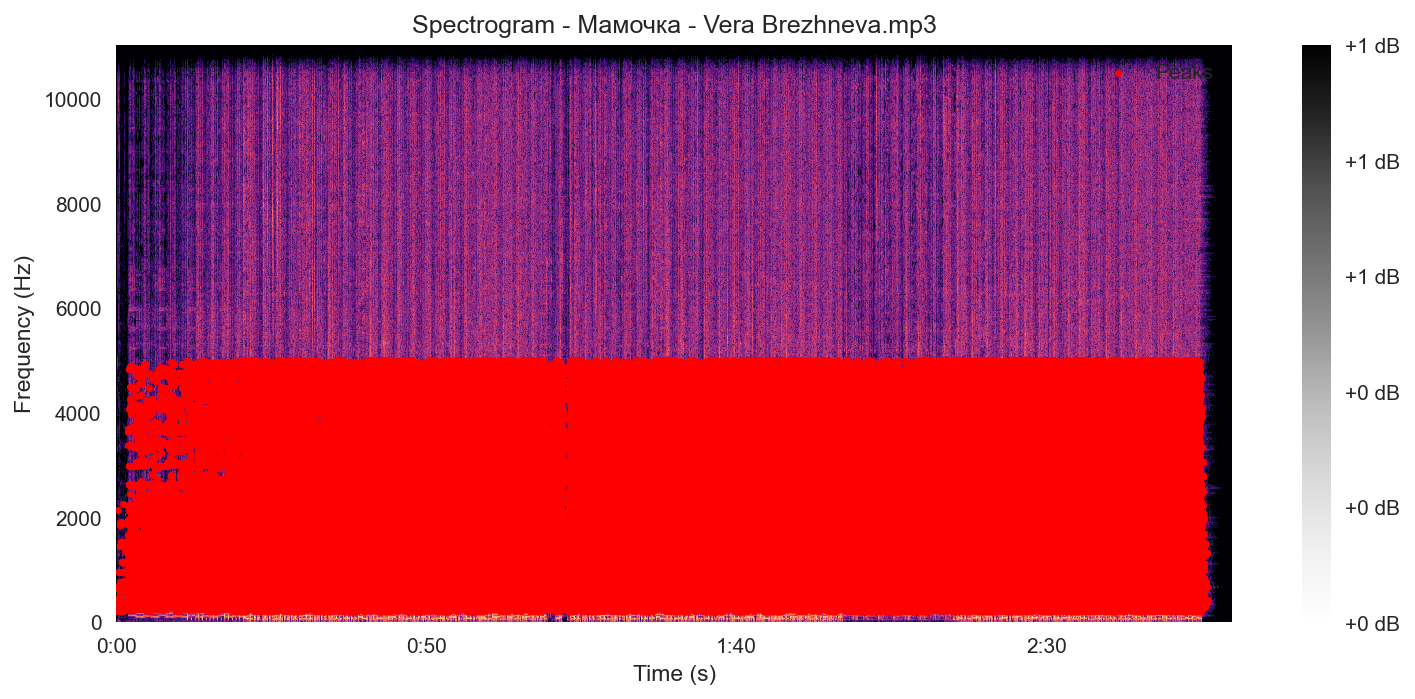 Spectrogram - Мамочка - Vera Brezhneva.mp3
Peaks
Frequency (Hz)
10000
8000
6000
4000
2000
0
0:00
0:50
1:40
2:30
Time (s)
+1 dB
+1 dB
+1 dB
+0 dB
+0 dB
+0 dB